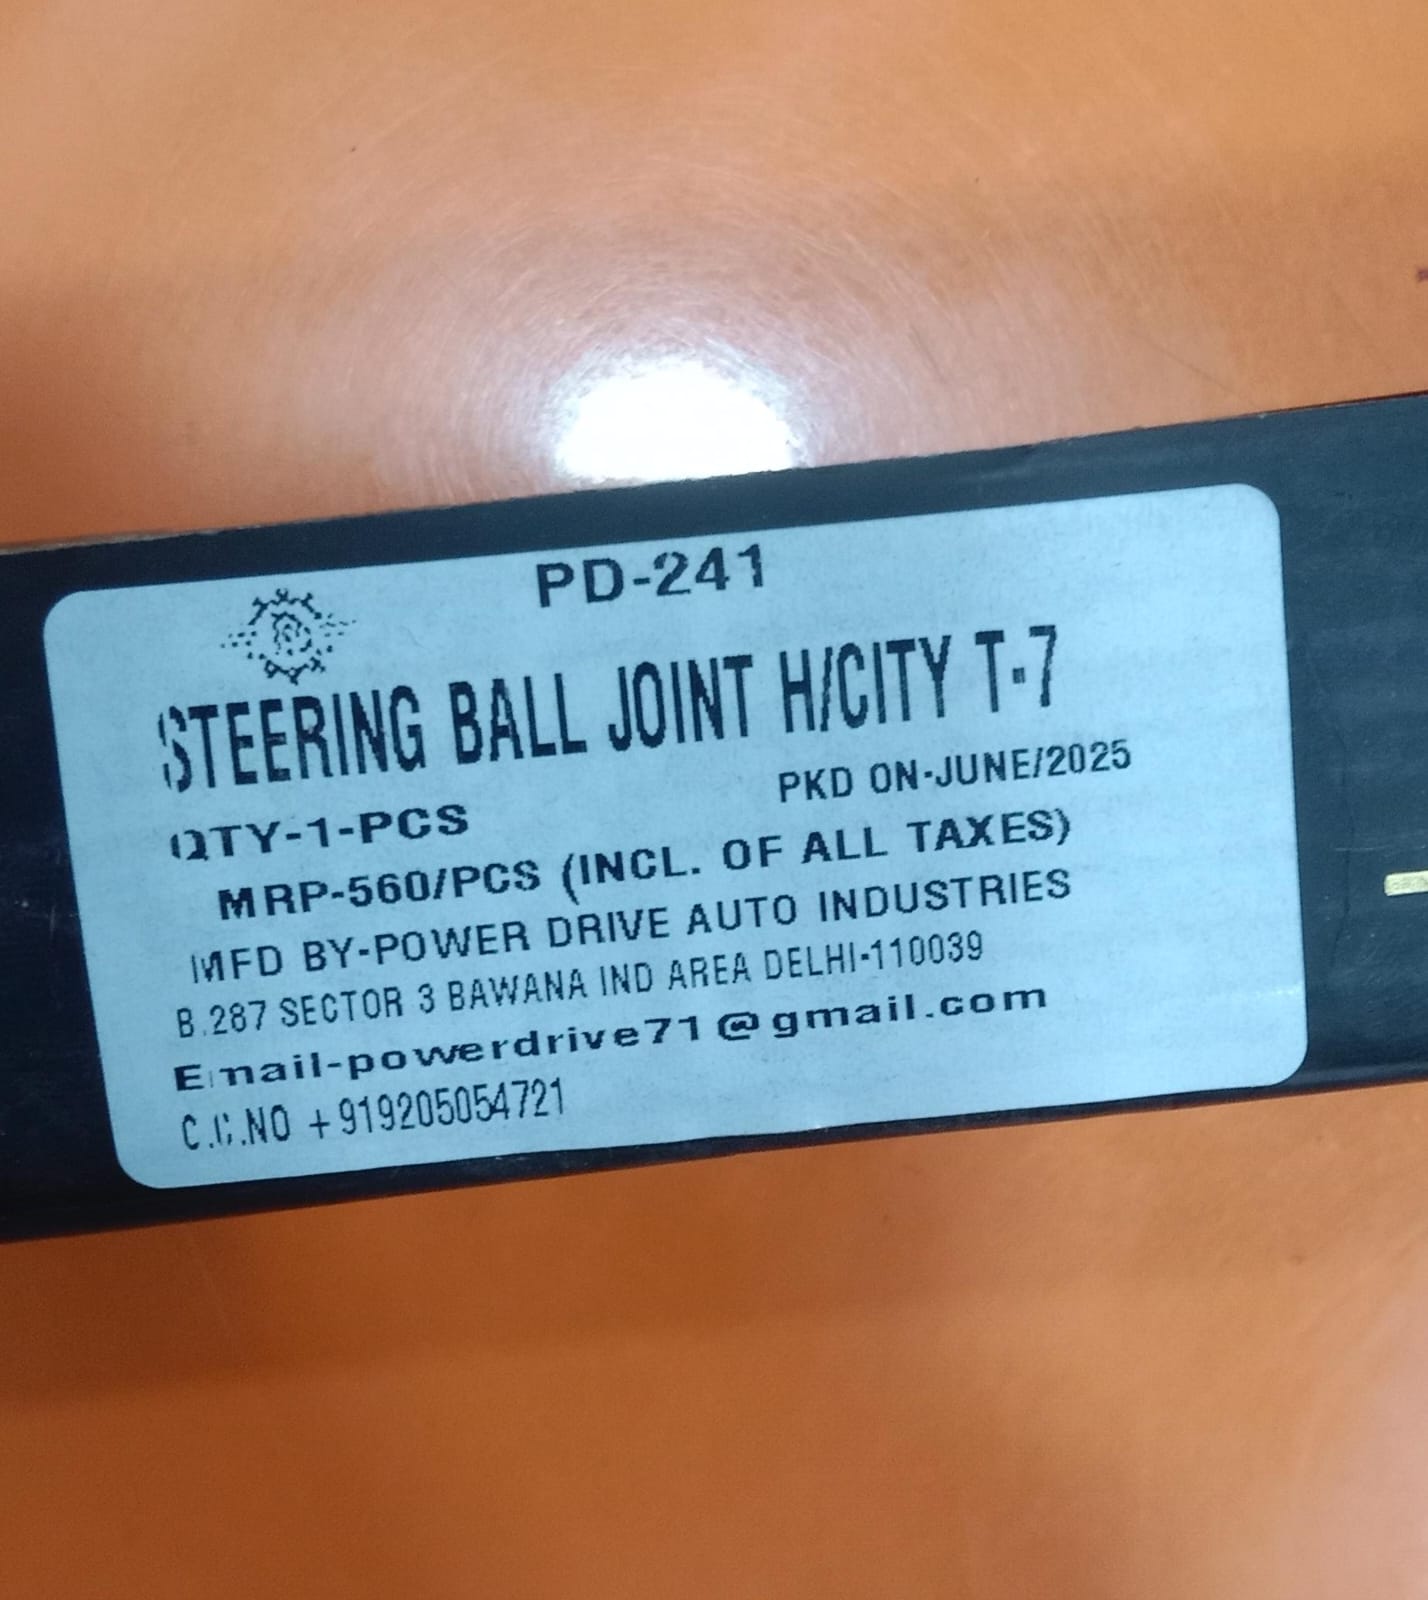 PD-241
STEERING BALL JOINT H/CITY T-7
PKD ON-JUNE/2025
QTY-1-PCS
MRP-560/PCS (INCL. OF ALL TAXES)
MFD BY-POWER DRIVE AUTO INDUSTRIES
B.287 SECTOR 3 BAWANA IND AREA DELHI-110039
Email-powerdrive71@gmail.com
C.C.NO +919205054721